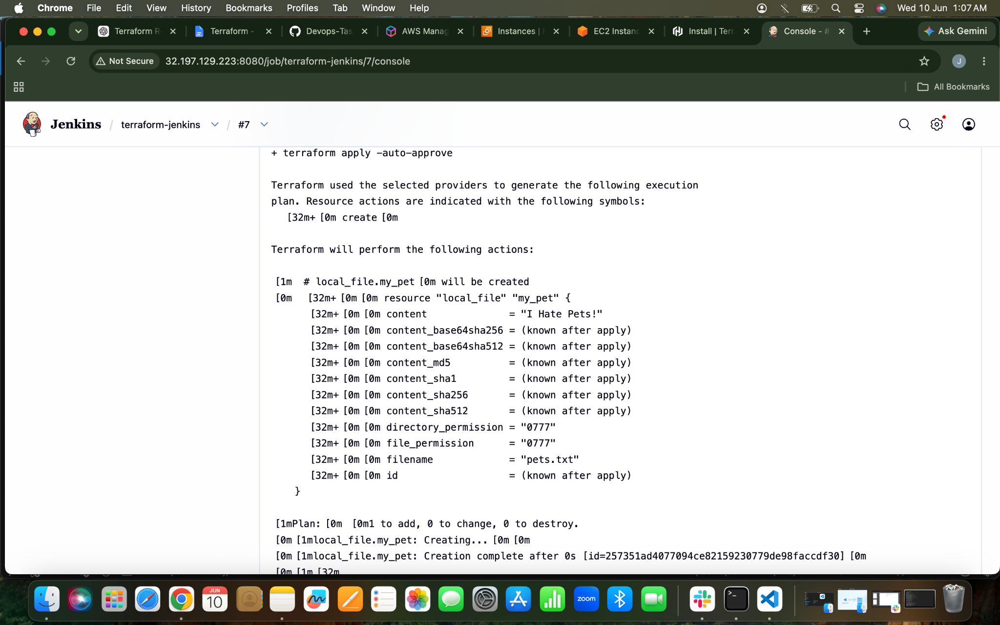 Chrome File Edit View History Bookmarks Profiles Tab Window Help Wed 10 Jun 1:07 AM
Terraform R Terraform - Devops-Tas AWS Manag Instances | EC2 Instanc Install | Terr Console - # Ask Gemini
Not Secure 32.197.129.223:8080/job/terraform-jenkins/7/console J
All Bookmarks
Jenkins / terraform-jenkins / #7
+ terraform apply -auto-approve
Terraform used the selected providers to generate the following execution
plan. Resource actions are indicated with the following symbols:
[32m+ [0m create [0m
Terraform will perform the following actions:
[1m # local_file.my_pet [0m will be created
[0m [32m+ [0m [0m resource "local_file" "my_pet" {
[32m+ [0m [0m content = "I Hate Pets!"
[32m+ [0m [0m content_base64sha256 = (known after apply)
[32m+ [0m [0m content_base64sha512 = (known after apply)
[32m+ [0m [0m content_md5 = (known after apply)
[32m+ [0m [0m content_sha1 = (known after apply)
[32m+ [0m [0m content_sha256 = (known after apply)
[32m+ [0m [0m content_sha512 = (known after apply)
[32m+ [0m [0m directory_permission = "0777"
[32m+ [0m [0m file_permission = "0777"
[32m+ [0m [0m filename = "pets.txt"
[32m+ [0m [0m id = (known after apply)
}
[1mPlan: [0m [0m1 to add, 0 to change, 0 to destroy.
[0m [1mlocal_file.my_pet: Creating... [0m [0m
[0m [1mlocal_file.my_pet: Creation complete after 0s [id=257351ad4077094ce82159230779de98faccdf30] [0m
[0m [1m [32m
JUN
10
zoom